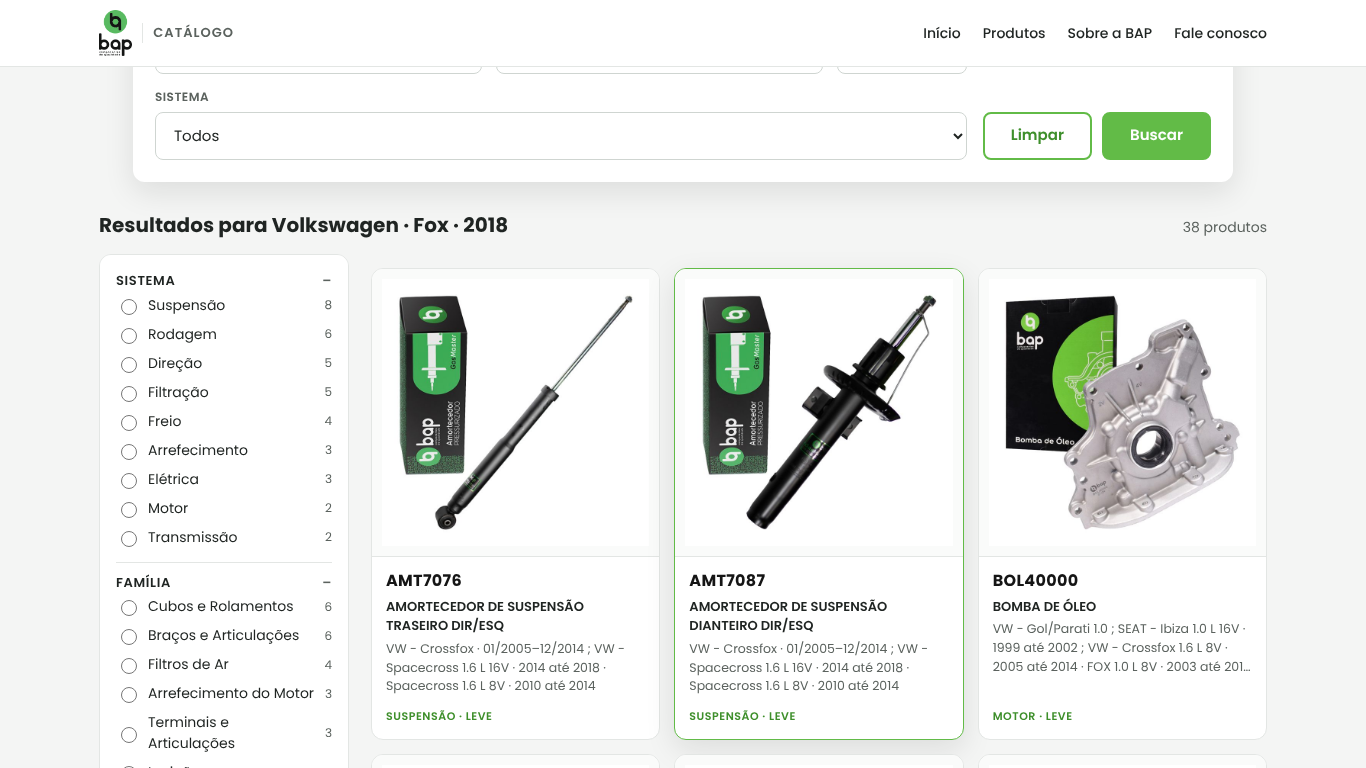 bap
CATÁLOGO
Início
Produtos
Sobre a BAP
Fale conosco
SISTEMA
Todos
Limpar
Buscar
Resultados para Volkswagen · Fox · 2018
38 produtos
SISTEMA −
Suspensão 8
Rodagem 6
Direção 5
Filtração 5
Freio 4
Arrefecimento 3
Elétrica 3
Motor 2
Transmissão 2
FAMÍLIA −
Cubos e Rolamentos 6
Braços e Articulações 6
Filtros de Ar 4
Arrefecimento do Motor 3
Terminais e
Articulações 3
Gas Master
bap
Amortecedor
PRESSURIZADO
AMT7076
AMORTECEDOR DE SUSPENSÃO
TRASEIRO DIR/ESQ
VW - Crossfox · 01/2005–12/2014 ; VW -
Spacecross 1.6 L 16V · 2014 até 2018 ·
Spacecross 1.6 L 8V · 2010 até 2014
SUSPENSÃO · LEVE
Gas Master
bap
Amortecedor
PRESSURIZADO
AMT7087
AMORTECEDOR DE SUSPENSÃO
DIANTEIRO DIR/ESQ
VW - Crossfox · 01/2005–12/2014 ; VW -
Spacecross 1.6 L 16V · 2014 até 2018 ·
Spacecross 1.6 L 8V · 2010 até 2014
SUSPENSÃO · LEVE
bap
Bomba de Óleo
bap
BOL40000
BOMBA DE ÓLEO
VW - Gol/Parati 1.0 ; SEAT - Ibiza 1.0 L 16V ·
1999 até 2002 ; VW - Crossfox 1.6 L 8V ·
2005 até 2014 · FOX 1.0 L 8V · 2003 até 201...
MOTOR · LEVE